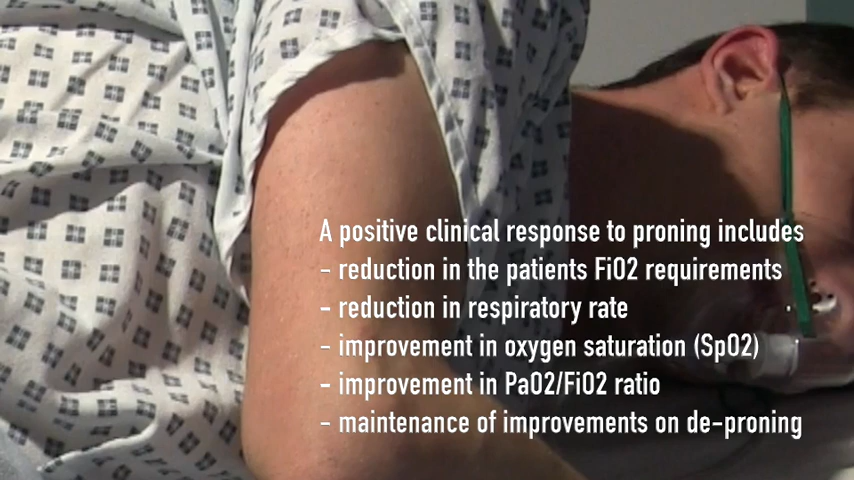 A positive clinical response to proning includes
- reduction in the patients FiO2 requirements
- reduction in respiratory rate
- improvement in oxygen saturation (SpO2)
- improvement in PaO2/FiO2 ratio
- maintenance of improvements on de-proning